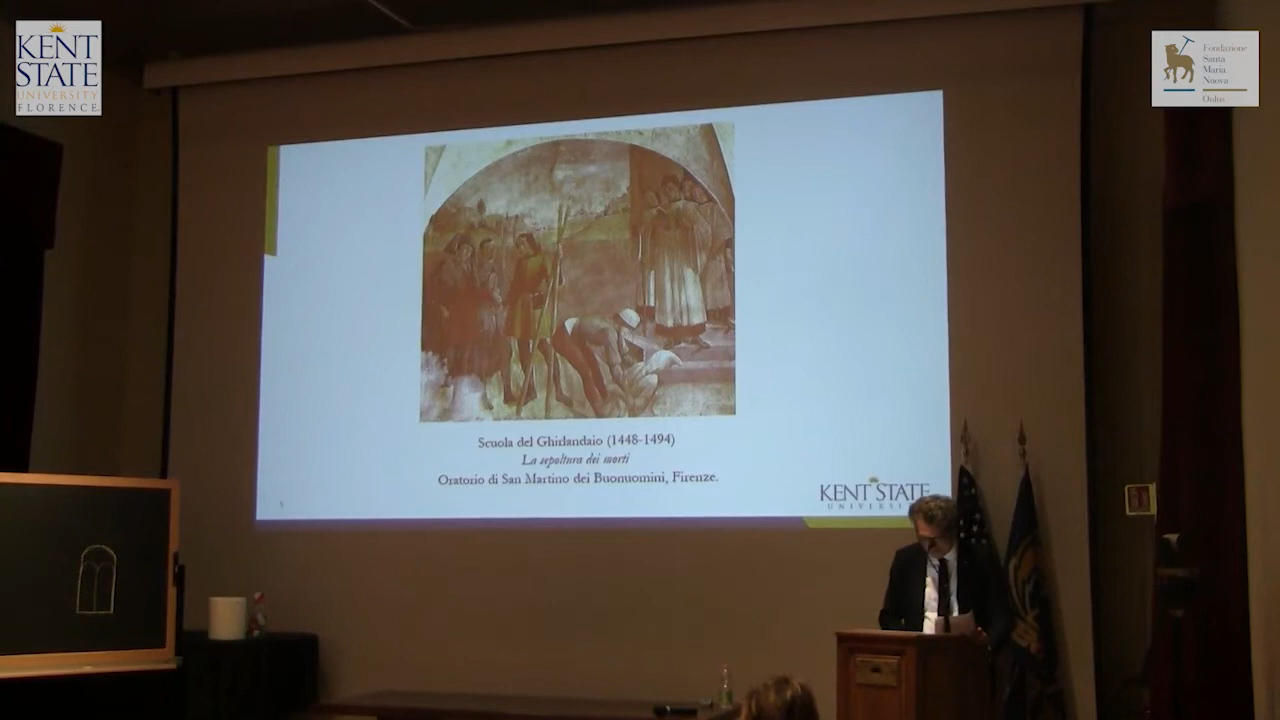 KENT
STATE
UNIVERSITY
FLORENCE
Fondazione
Santa
Maria
Nuova
Onlus
Scuola del Ghirlandaio (1448-1494)
La sepoltura dei morti
Oratorio di San Martino dei Buonuomini, Firenze.
KENT STATE